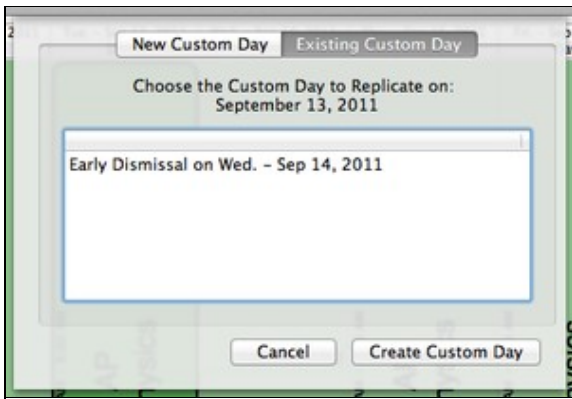 New Custom Day Existing Custom Day
Choose the Custom Day to Replicate on:
September 13, 2011
Early Dismissal on Wed. – Sep 14, 2011
Cancel Create Custom Day
AP